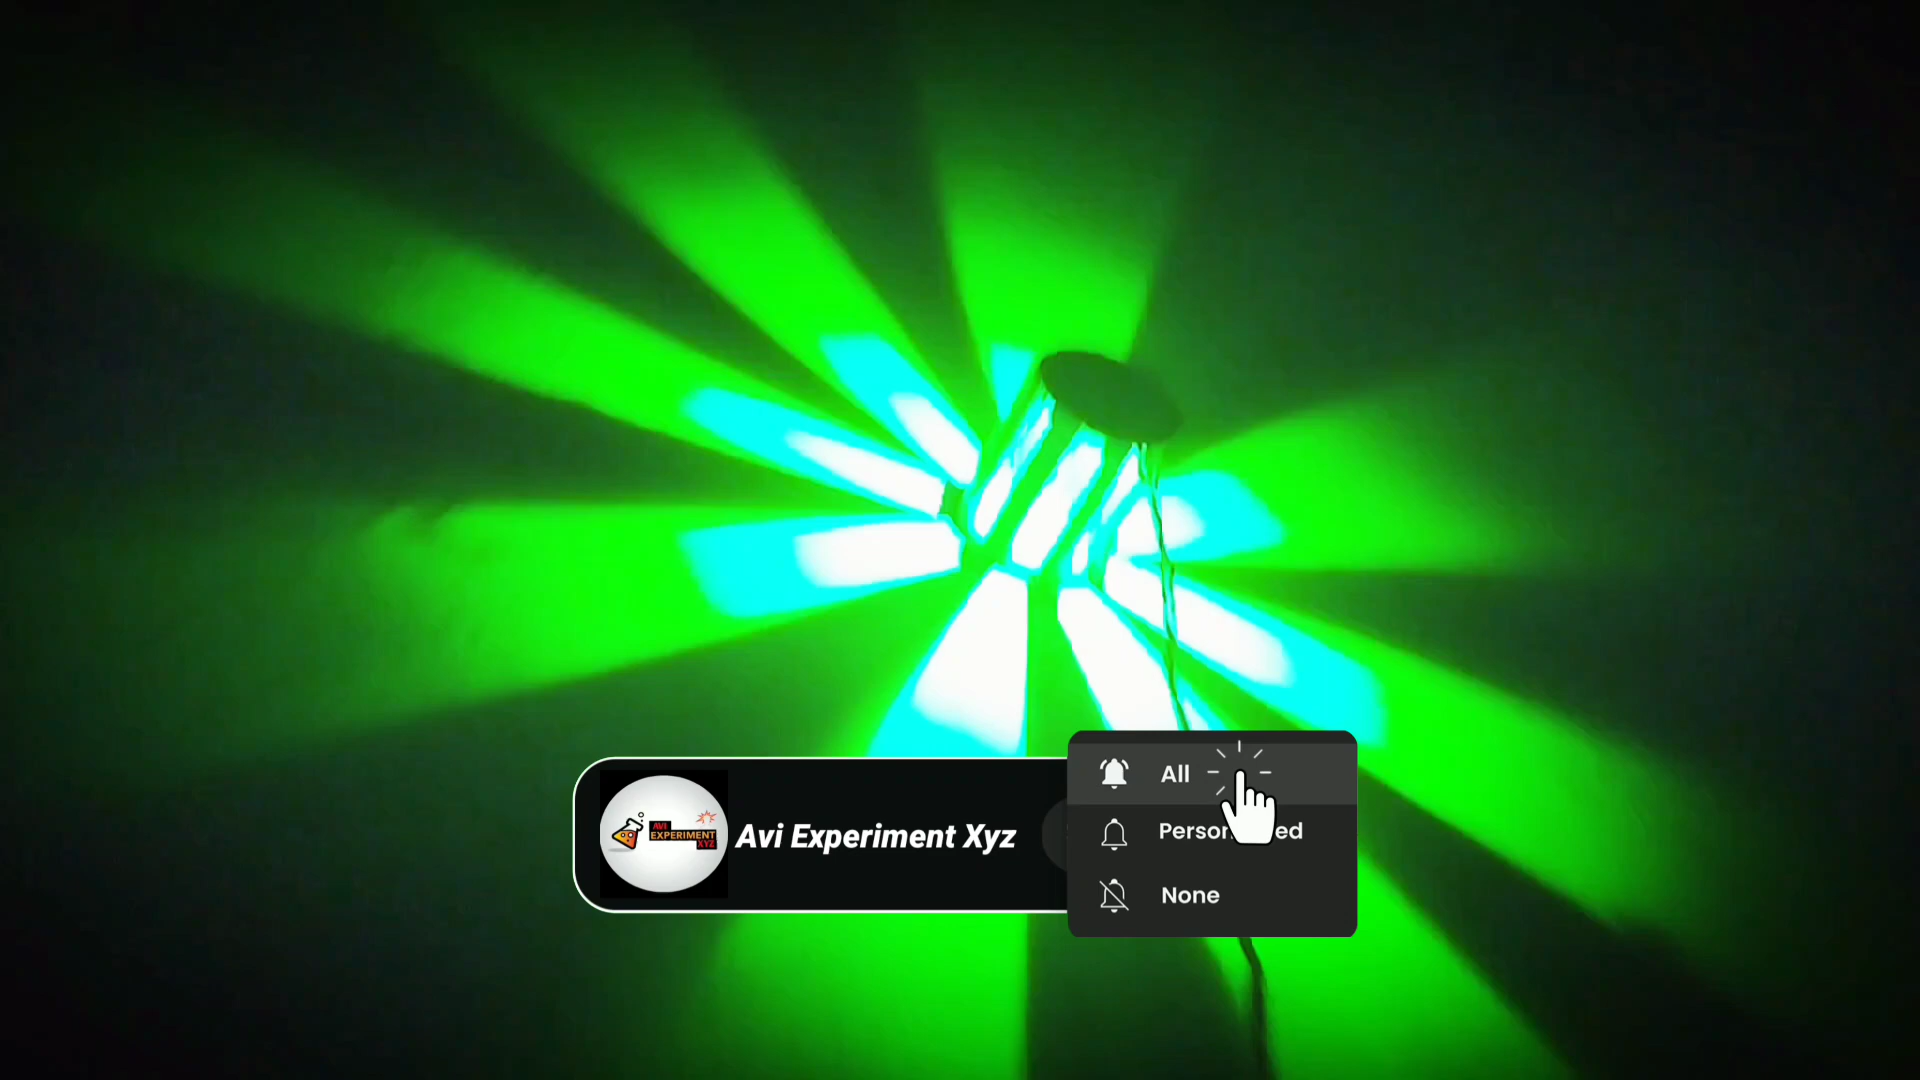 AVI
EXPERIMENT
XYZ
Avi Experiment Xyz
All
None